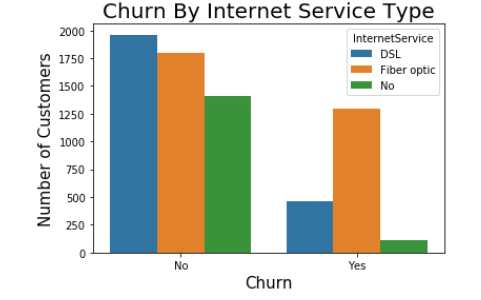 Churn By Internet Service Type
InternetService
DSL
Fiber optic
No
Number of Customers
2000
1750
1500
1250
1000
750
500
250
0
No
Yes
Churn